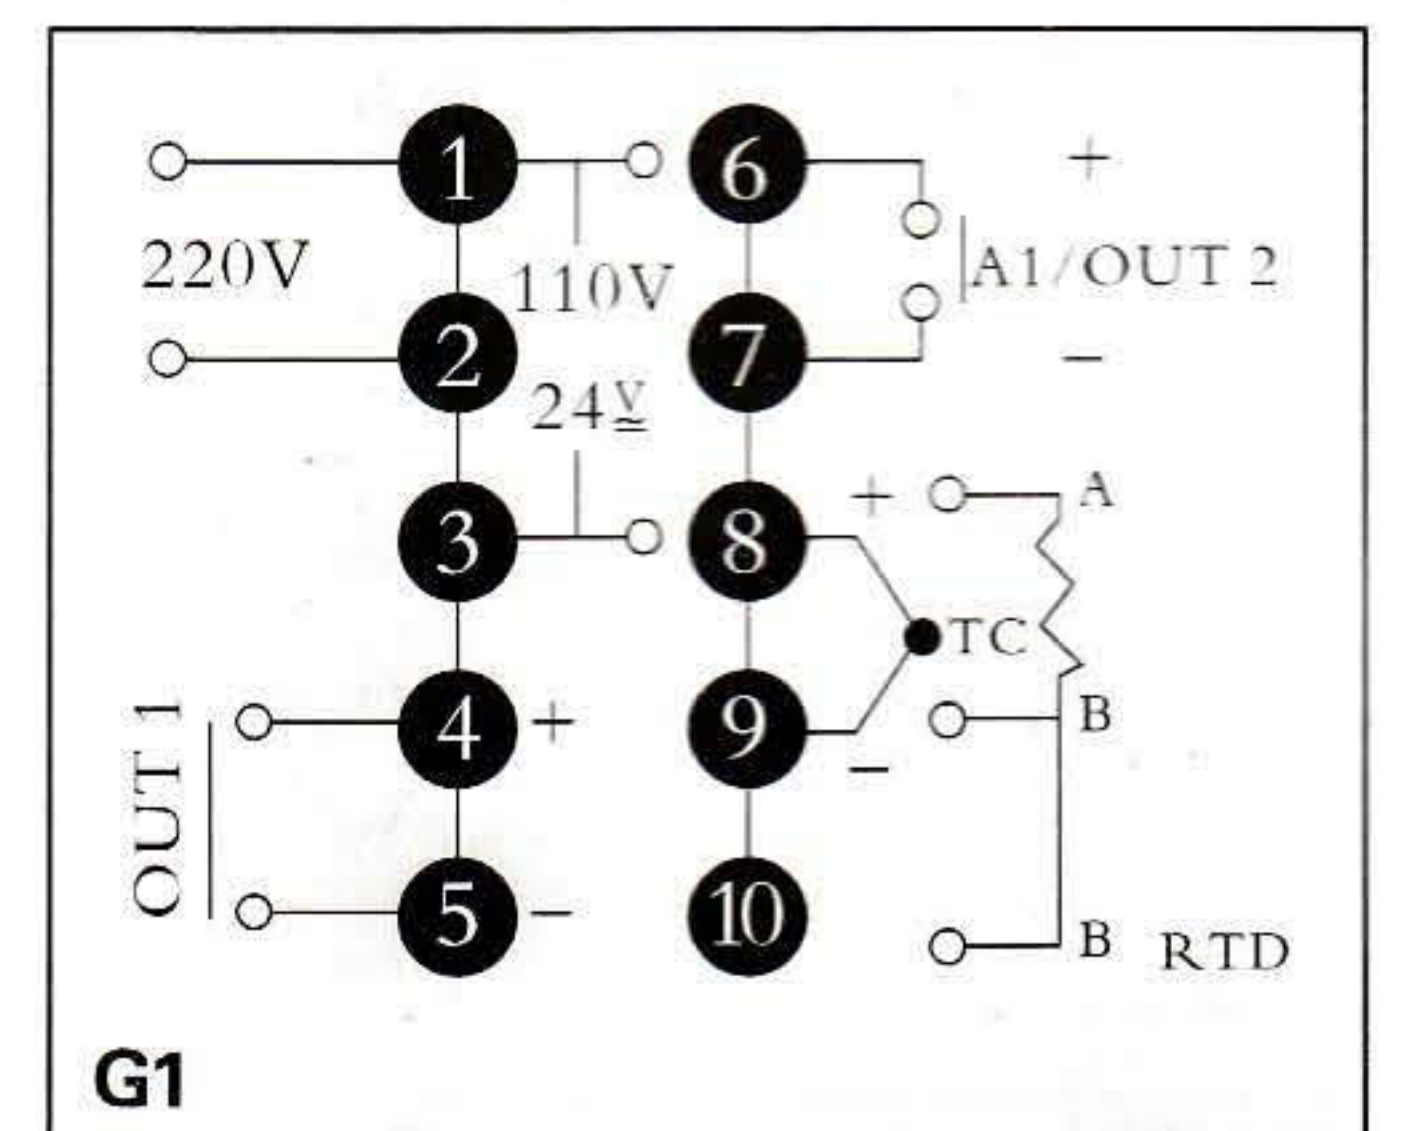 1 6 +
220V 110V A1/OUT 2
2 7 −
24V≃
3 8 + A
TC
OUT 1 4 + 9 − B
5 − 10 B RTD
G1